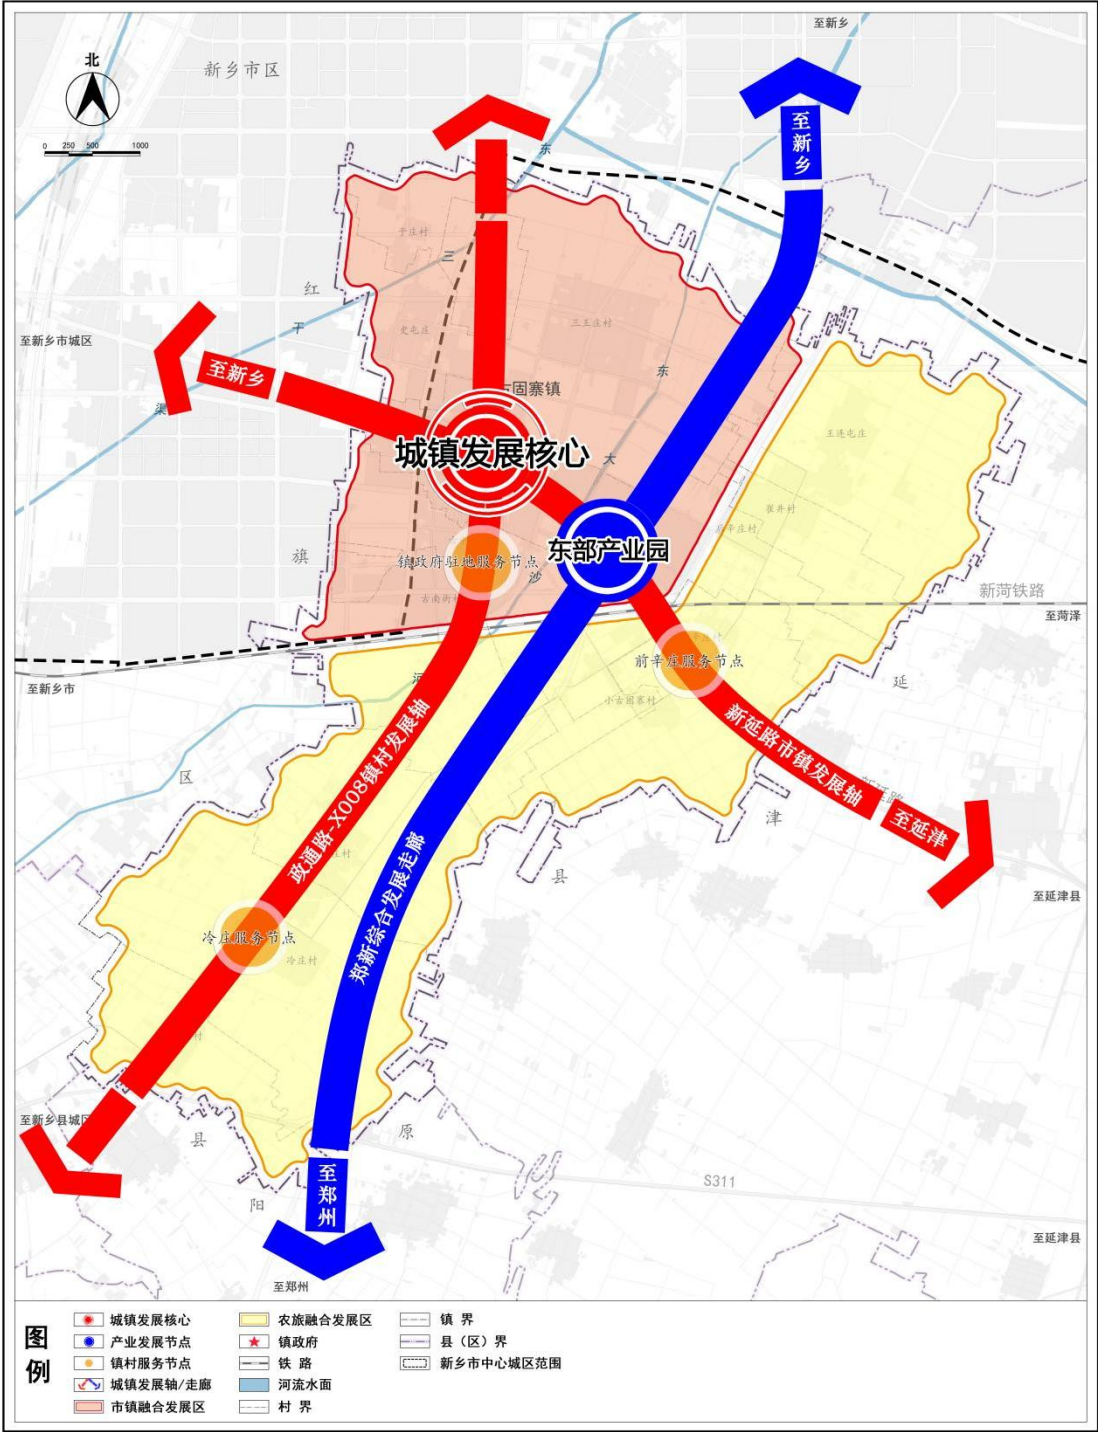 至新乡
北
新乡市区
0 250 500 1000
至新乡
东
于庄村
三
红
干
史屯庄
三王庄村
至新乡市城区
至新乡
东
渠
古固寨镇
王连屯庄
城镇发展核心
大
崔井村
后辛庄村
旗
东部产业园
镇政府驻地服务节点
沙
古南街村
新菏铁路
至菏泽
前辛庄服务节点
至新乡市
河
延
小古固寨村
政通路-X008镇村发展轴
新延路市镇发展轴
新延路
区
至延津
津
县
郑新综合发展走廊
至延津县
冷庄服务节点
冷庄村
至新乡县城区
县
原
至郑州
S311
阳
至延津县
至郑州
图例
城镇发展核心
产业发展节点
镇村服务节点
城镇发展轴/走廊
市镇融合发展区
农旅融合发展区
镇政府
铁 路
河流水面
村 界
镇 界
县（区）界
新乡市中心城区范围